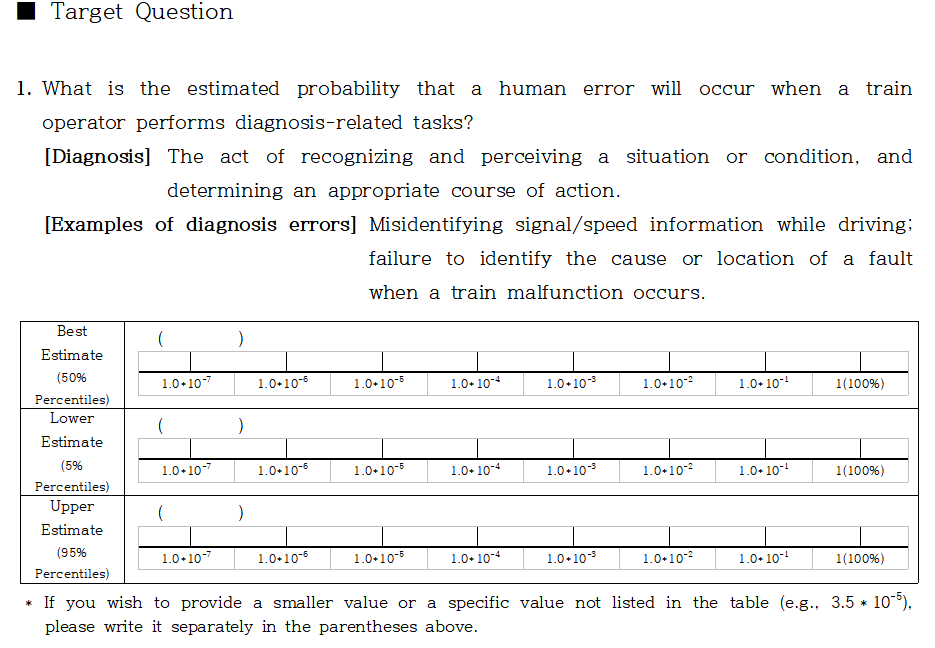 ■ Target Question
1. What is the estimated probability that a human error will occur when a train
operator performs diagnosis-related tasks?
[Diagnosis] The act of recognizing and perceiving a situation or condition, and
determining an appropriate course of action.
[Examples of diagnosis errors] Misidentifying signal/speed information while driving;
failure to identify the cause or location of a fault
when a train malfunction occurs.
Best
Estimate
(50%
Percentiles)
( )
1.0*10⁻⁷ 1.0*10⁻⁶ 1.0*10⁻⁵ 1.0*10⁻⁴ 1.0*10⁻³ 1.0*10⁻² 1.0*10⁻¹ 1(100%)
Lower
Estimate
(5%
Percentiles)
( )
1.0*10⁻⁷ 1.0*10⁻⁶ 1.0*10⁻⁵ 1.0*10⁻⁴ 1.0*10⁻³ 1.0*10⁻² 1.0*10⁻¹ 1(100%)
Upper
Estimate
(95%
Percentiles)
( )
1.0*10⁻⁷ 1.0*10⁻⁶ 1.0*10⁻⁵ 1.0*10⁻⁴ 1.0*10⁻³ 1.0*10⁻² 1.0*10⁻¹ 1(100%)
* If you wish to provide a smaller value or a specific value not listed in the table (e.g., 3.5 * 10⁻⁵),
please write it separately in the parentheses above.